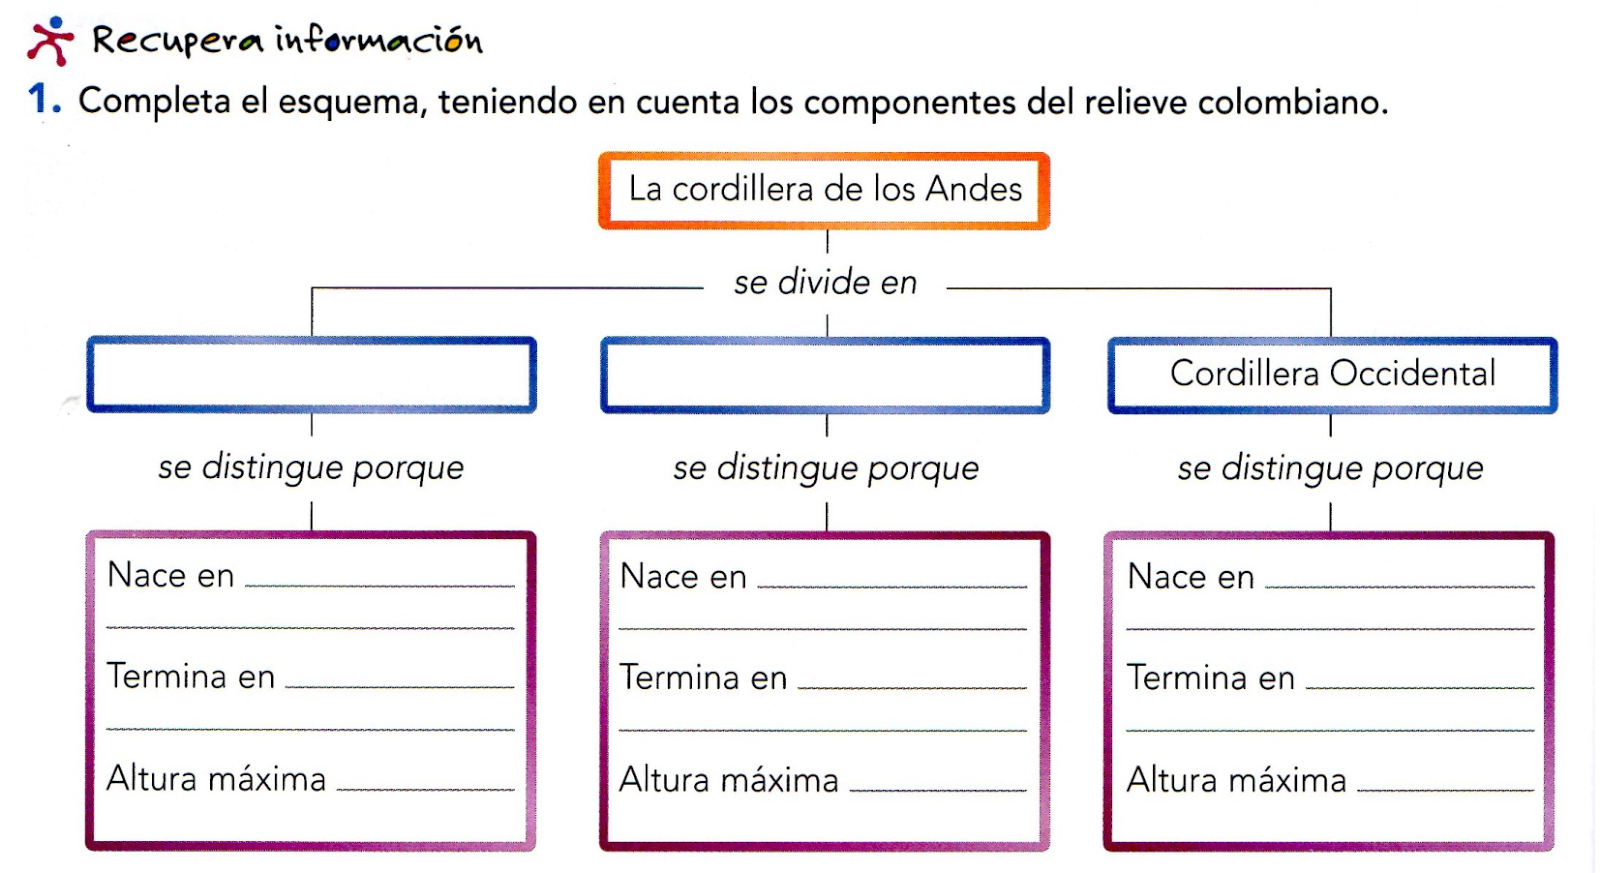 Recupera información
1. Completa el esquema, teniendo en cuenta los componentes del relieve colombiano.
La cordillera de los Andes
se divide en
Cordillera Occidental
se distingue porque
se distingue porque
se distingue porque
Nace en
Termina en
Altura máxima
Nace en
Termina en
Altura máxima
Nace en
Termina en
Altura máxima